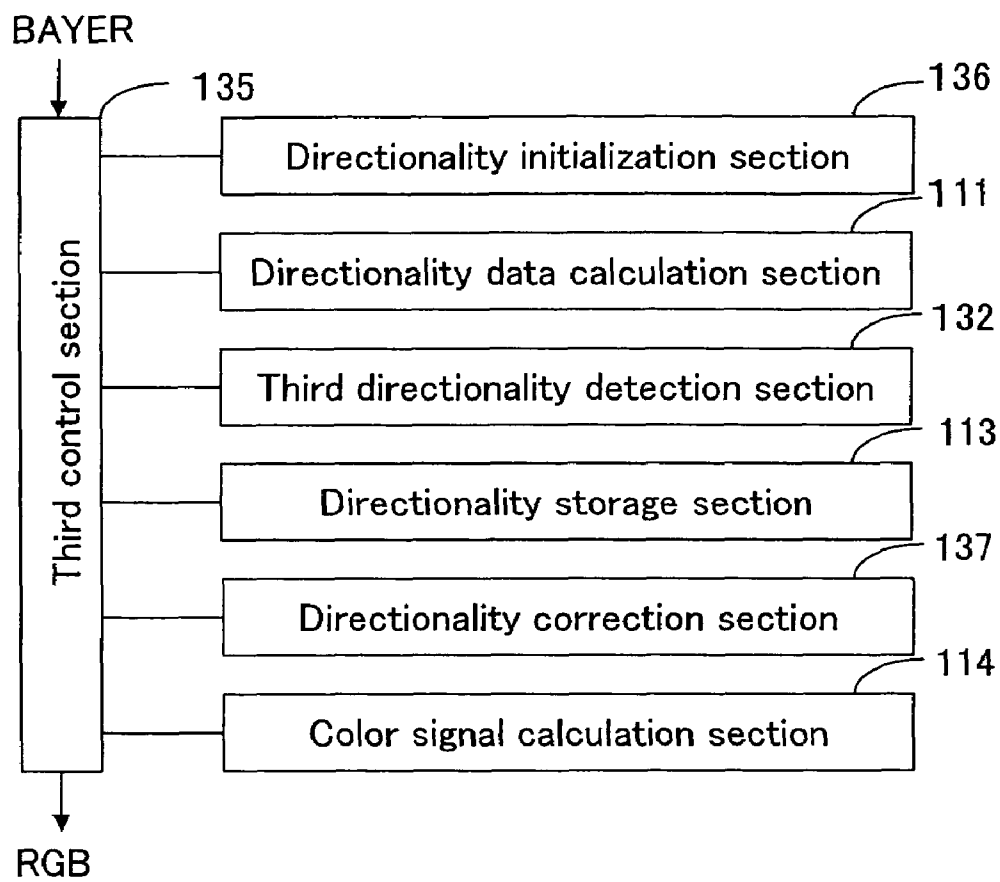 BAYER
135
136
Directionality initialization section
111
Directionality data calculation section
132
Third directionality detection section
113
Directionality storage section
137
Directionality correction section
114
Color signal calculation section
Third control section
RGB